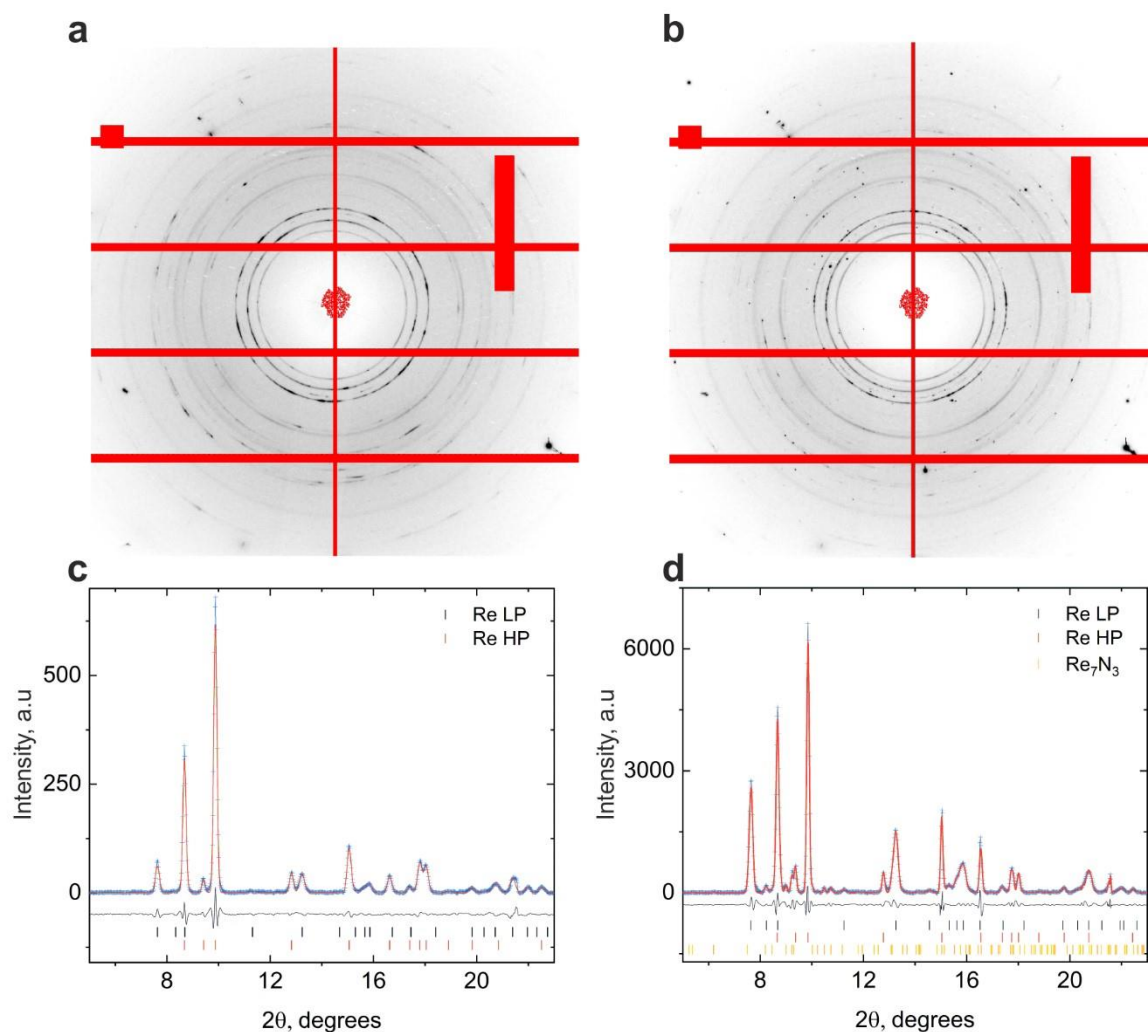 a
b
c
Re LP
Re HP
500
250
0
Intensity, a.u
8
12
16
20
2θ, degrees
d
Re LP
Re HP
Re₇N₃
6000
3000
0
Intensity, a.u
8
12
16
20
2θ, degrees